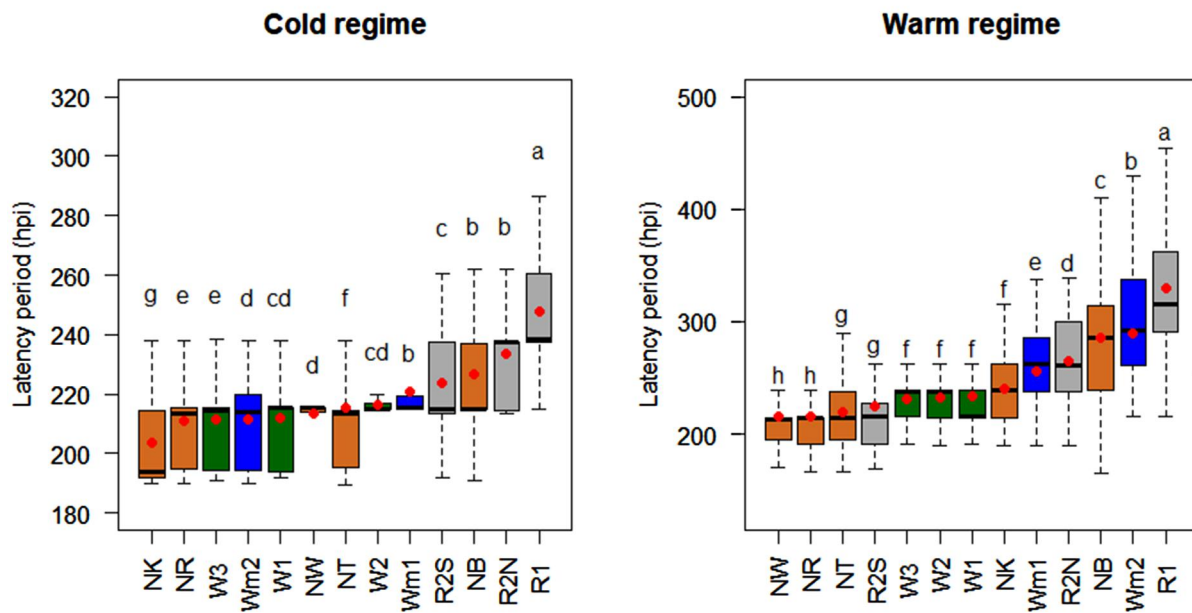 Cold regime
Latency period (hpi)
320
300
280
260
240
220
200
180
g e e d cd d f cd b c b b a
NK NR W3 Wm2 W1 NW NT W2 Wm1 R2S NB R2N R1
Warm regime
Latency period (hpi)
500
400
300
200
h h g g f f f f e d c b a
NW NR NT R2S W3 W2 W1 NK Wm1 R2N NB Wm2 R1